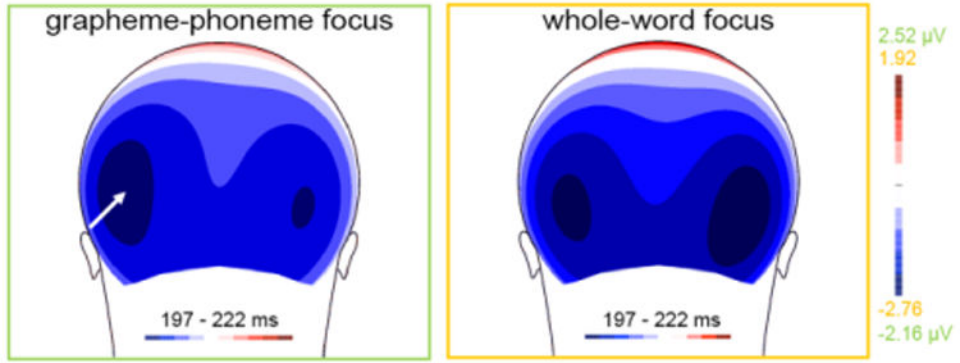 grapheme-phoneme focus
197 - 222 ms
whole-word focus
197 - 222 ms
2.52 µV
1.92
-2.76
-2.16 µV